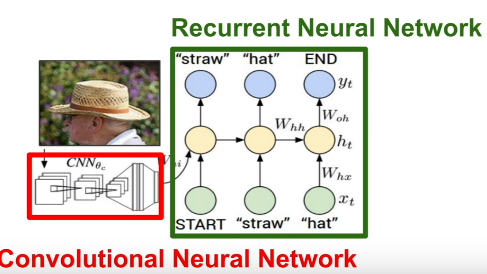 Recurrent Neural Network
"straw" "hat" END
y_t
W_oh
W_hh
h_t
CNN_θc
W_hi
W_hx
x_t
START "straw" "hat"
Convolutional Neural Network